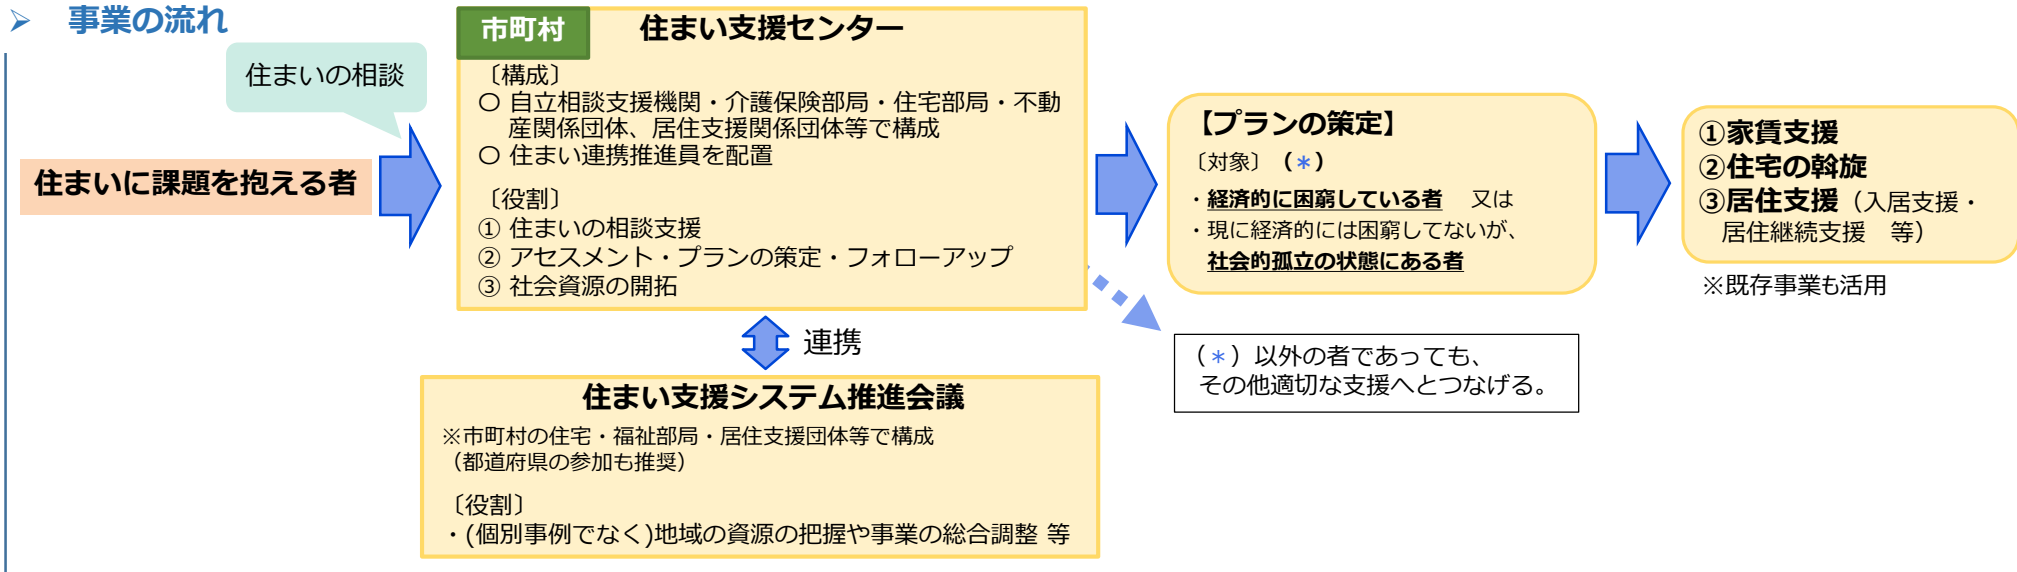 ➢ 事業の流れ
住まいの相談
住まいに課題を抱える者
市町村 住まい支援センター
〔構成〕
〇 自立相談支援機関・介護保険部局・住宅部局・不動
産関係団体、居住支援関係団体等で構成
〇 住まい連携推進員を配置
〔役割〕
① 住まいの相談支援
② アセスメント・プランの策定・フォローアップ
③ 社会資源の開拓
連携
住まい支援システム推進会議
※市町村の住宅・福祉部局・居住支援団体等で構成
（都道府県の参加も推奨）
〔役割〕
・(個別事例でなく)地域の資源の把握や事業の総合調整 等
【プランの策定】
〔対象〕（＊）
・経済的に困窮している者 又は
・現に経済的には困窮してないが、
社会的孤立の状態にある者
（＊）以外の者であっても、
その他適切な支援へとつなげる。
①家賃支援
②住宅の斡旋
③居住支援（入居支援・
居住継続支援 等）
※既存事業も活用